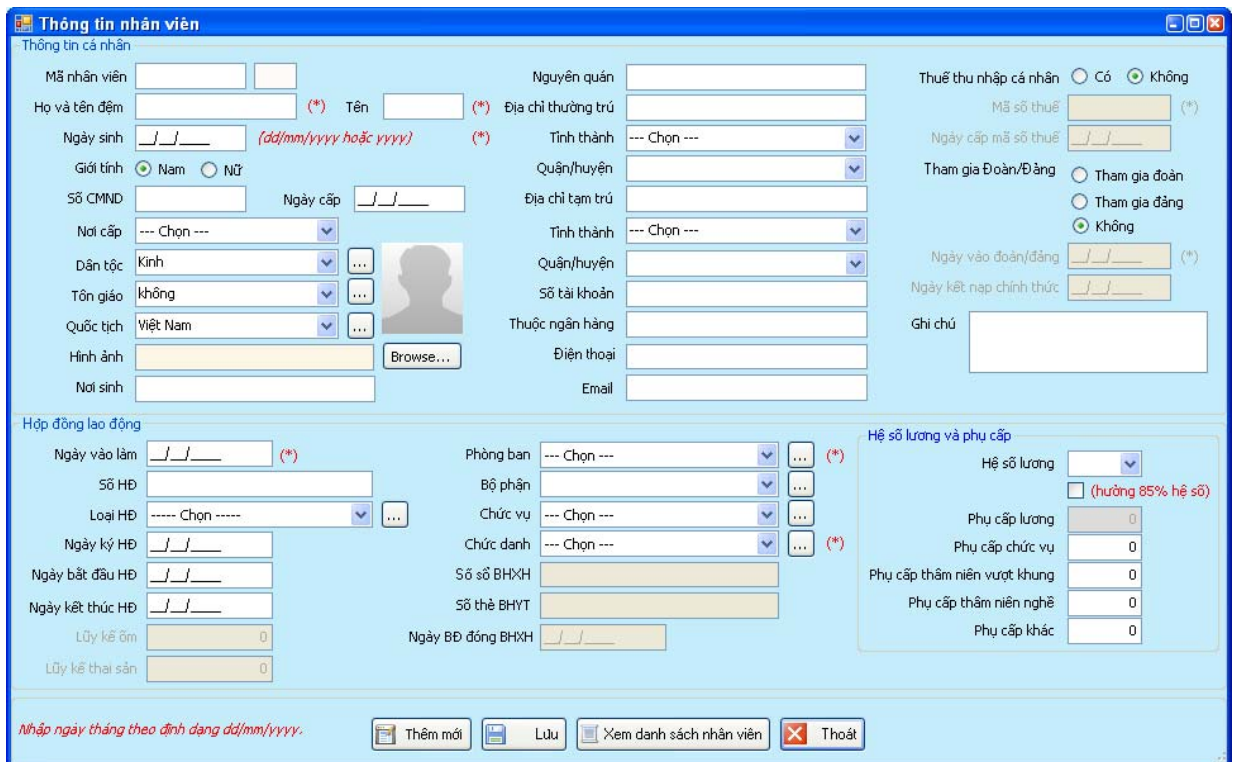 Thông tin nhân viên
Thông tin cá nhân
Mã nhân viên
Họ và tên đệm (*) Tên (*)
Ngày sinh __/__/____ (dd/mm/yyyy hoặc yyyy) (*)
Giới tính Nam Nữ
Số CMND Ngày cấp __/__/____
Nơi cấp --- Chọn ---
Dân tộc Kinh ...
Tôn giáo không ...
Quốc tịch Việt Nam ...
Hình ảnh Browse...
Nơi sinh
Nguyên quán
Địa chỉ thường trú
Tỉnh thành --- Chọn ---
Quận/huyện
Địa chỉ tạm trú
Tỉnh thành --- Chọn ---
Quận/huyện
Số tài khoản
Thuộc ngân hàng
Điện thoại
Email
Thuế thu nhập cá nhân Có Không
Mã số thuế (*)
Ngày cấp mã số thuế __/__/____
Tham gia Đoàn/Đảng Tham gia đoàn
Tham gia đảng
Không
Ngày vào đoàn/đảng __/__/____ (*)
Ngày kết nạp chính thức __/__/____
Ghi chú
Hợp đồng lao động
Ngày vào làm __/__/____ (*)
Số HĐ
Loại HĐ ----- Chọn ----- ...
Ngày ký HĐ __/__/____
Ngày bắt đầu HĐ __/__/____
Ngày kết thúc HĐ __/__/____
Lũy kế ốm 0
Lũy kế thai sản 0
Phòng ban --- Chọn --- ... (*)
Bộ phận ...
Chức vụ --- Chọn --- ...
Chức danh --- Chọn --- ... (*)
Số sổ BHXH
Số thẻ BHYT
Ngày BĐ đóng BHXH __/__/____
Hệ số lương và phụ cấp
Hệ số lương
(hưởng 85% hệ số)
Phụ cấp lương 0
Phụ cấp chức vụ 0
Phụ cấp thâm niên vượt khung 0
Phụ cấp thâm niên nghề 0
Phụ cấp khác 0
Nhập ngày tháng theo định dạng dd/mm/yyyy.
Thêm mới Lưu Xem danh sách nhân viên Thoát